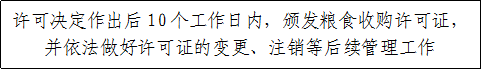 许可决定作出后 10 个工作日内，颁发粮食收购许可证，
并依法做好许可证的变更、注销等后续管理工作